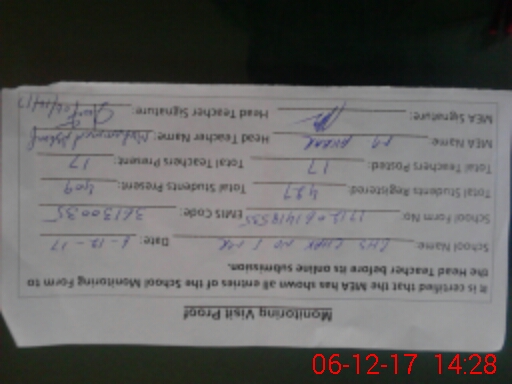 Monitoring Visit Proof
It is certified that the MEA has shown all entries of the School Monitoring Form to
the Head Teacher before its online submission.
School Name: Date: 6-12-17
School Form No: EMIS Code: 36130035
Total Students Registered: 427 Total Students Present: 409
Total Teachers Posted: 17 Total Teachers Present: 17
MEA Name: Head Teacher Name: Muhammad
MEA Signature: Head Teacher Signature:
06-12-17 14:28